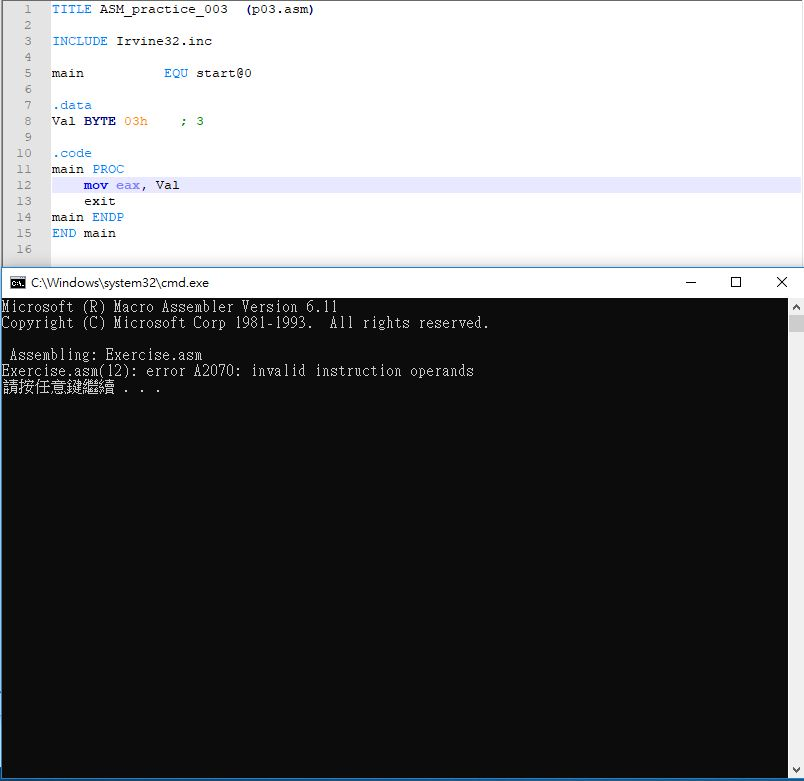 1 TITLE ASM_practice_003  (p03.asm)
2
3 INCLUDE Irvine32.inc
4
5 main          EQU start@0
6
7 .data
8 Val BYTE 03h    ; 3
9
10 .code
11 main PROC
12     mov eax, Val
13     exit
14 main ENDP
15 END main
16
C:\Windows\system32\cmd.exe
Microsoft (R) Macro Assembler Version 6.11
Copyright (C) Microsoft Corp 1981-1993.  All rights reserved.
 Assembling: Exercise.asm
Exercise.asm(12): error A2070: invalid instruction operands
請按任意鍵繼續 . . .